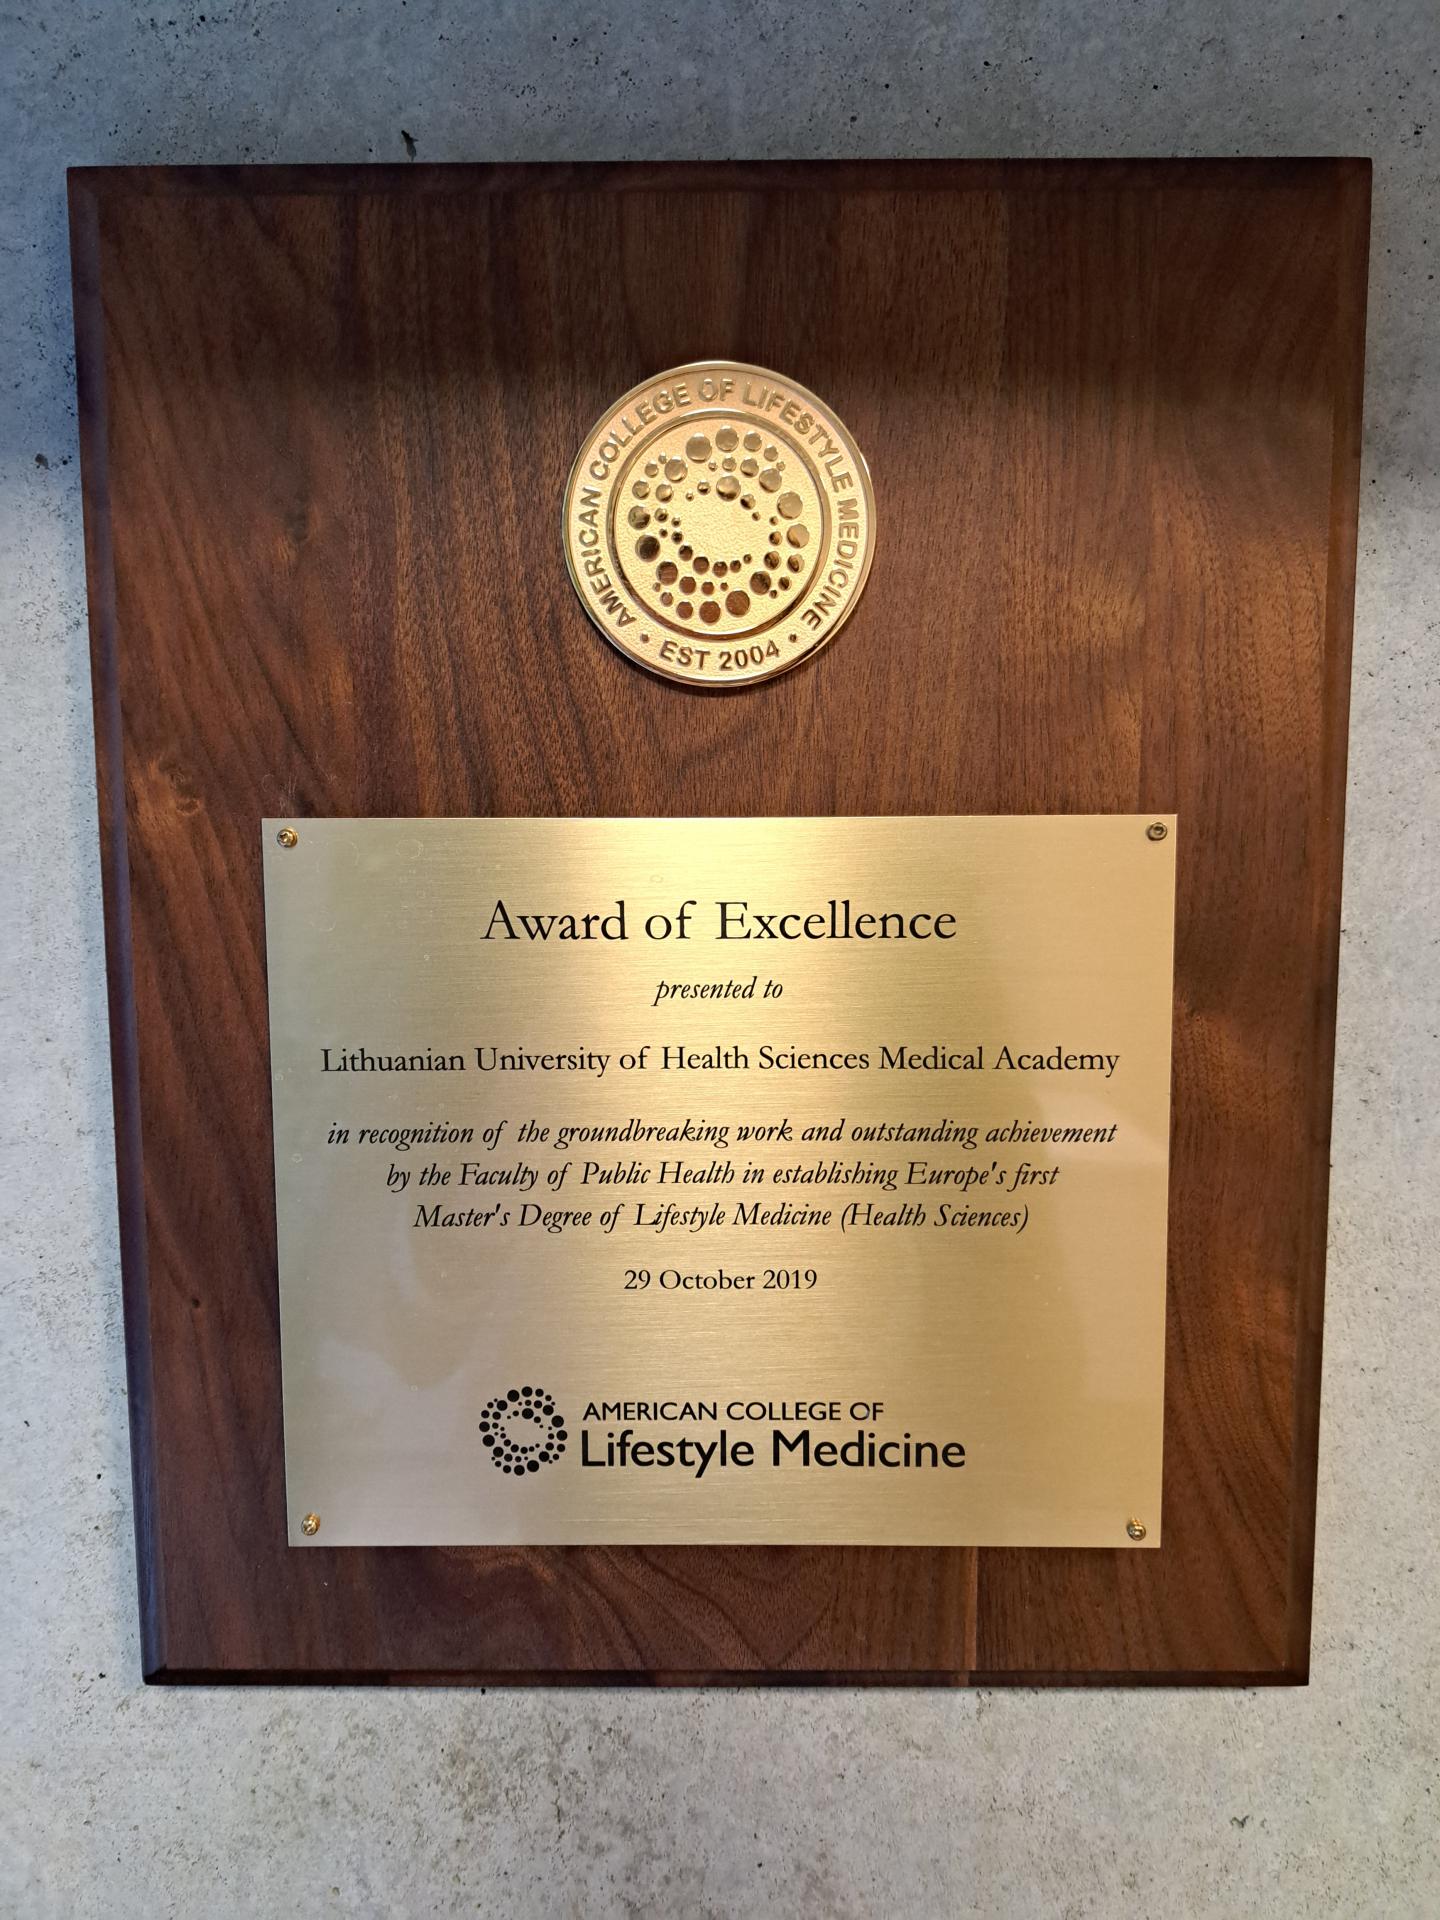 AMERICAN COLLEGE OF LIFESTYLE MEDICINE
• EST 2004 •
Award of Excellence
presented to
Lithuanian University of Health Sciences Medical Academy
in recognition of the groundbreaking work and outstanding achievement
by the Faculty of Public Health in establishing Europe's first
Master's Degree of Lifestyle Medicine (Health Sciences)
29 October 2019
AMERICAN COLLEGE OF
Lifestyle Medicine